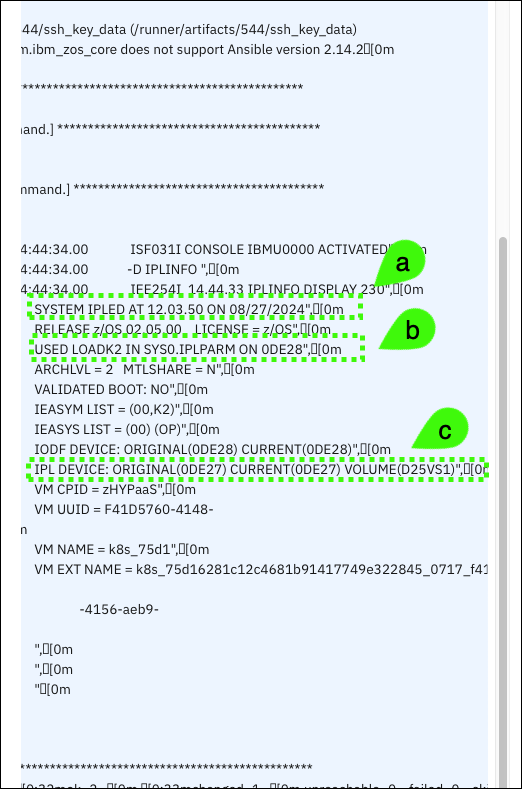 44/ssh_key_data (/runner/artifacts/544/ssh_key_data)
m.ibm_zos_core does not support Ansible version 2.14.2▯[0m
**********************************************
and.] *******************************************
mmand.] *****************************************
4:44:34.00 ISF031I CONSOLE IBMU0000 ACTIVATED",▯[0m
4:44:34.00 -D IPLINFO ",▯[0m
a
4:44:34.00 IEE254I 14.44.33 IPLINFO DISPLAY 230",▯[0m
SYSTEM IPLED AT 12.03.50 ON 08/27/2024",▯[0m
RELEASE z/OS 02.05.00 LICENSE = z/OS",▯[0m
b
USED LOADK2 IN SYS0.IPLPARM ON 0DE28",▯[0m
ARCHLVL = 2 MTLSHARE = N",▯[0m
VALIDATED BOOT: NO",▯[0m
IEASYM LIST = (00,K2)",▯[0m
IEASYS LIST = (00) (OP)",▯[0m
c
IODF DEVICE: ORIGINAL(0DE28) CURRENT(0DE28)",▯[0m
IPL DEVICE: ORIGINAL(0DE27) CURRENT(0DE27) VOLUME(D25VS1)",▯[0m
VM CPID = zHYPaaS",▯[0m
VM UUID = F41D5760-4148-
m
VM NAME = k8s_75d1",▯[0m
VM EXT NAME = k8s_75d16281c12c4681b91417749e322845_0717_f41
-4156-aeb9-
",▯[0m
",▯[0m
"▯[0m
************************************************